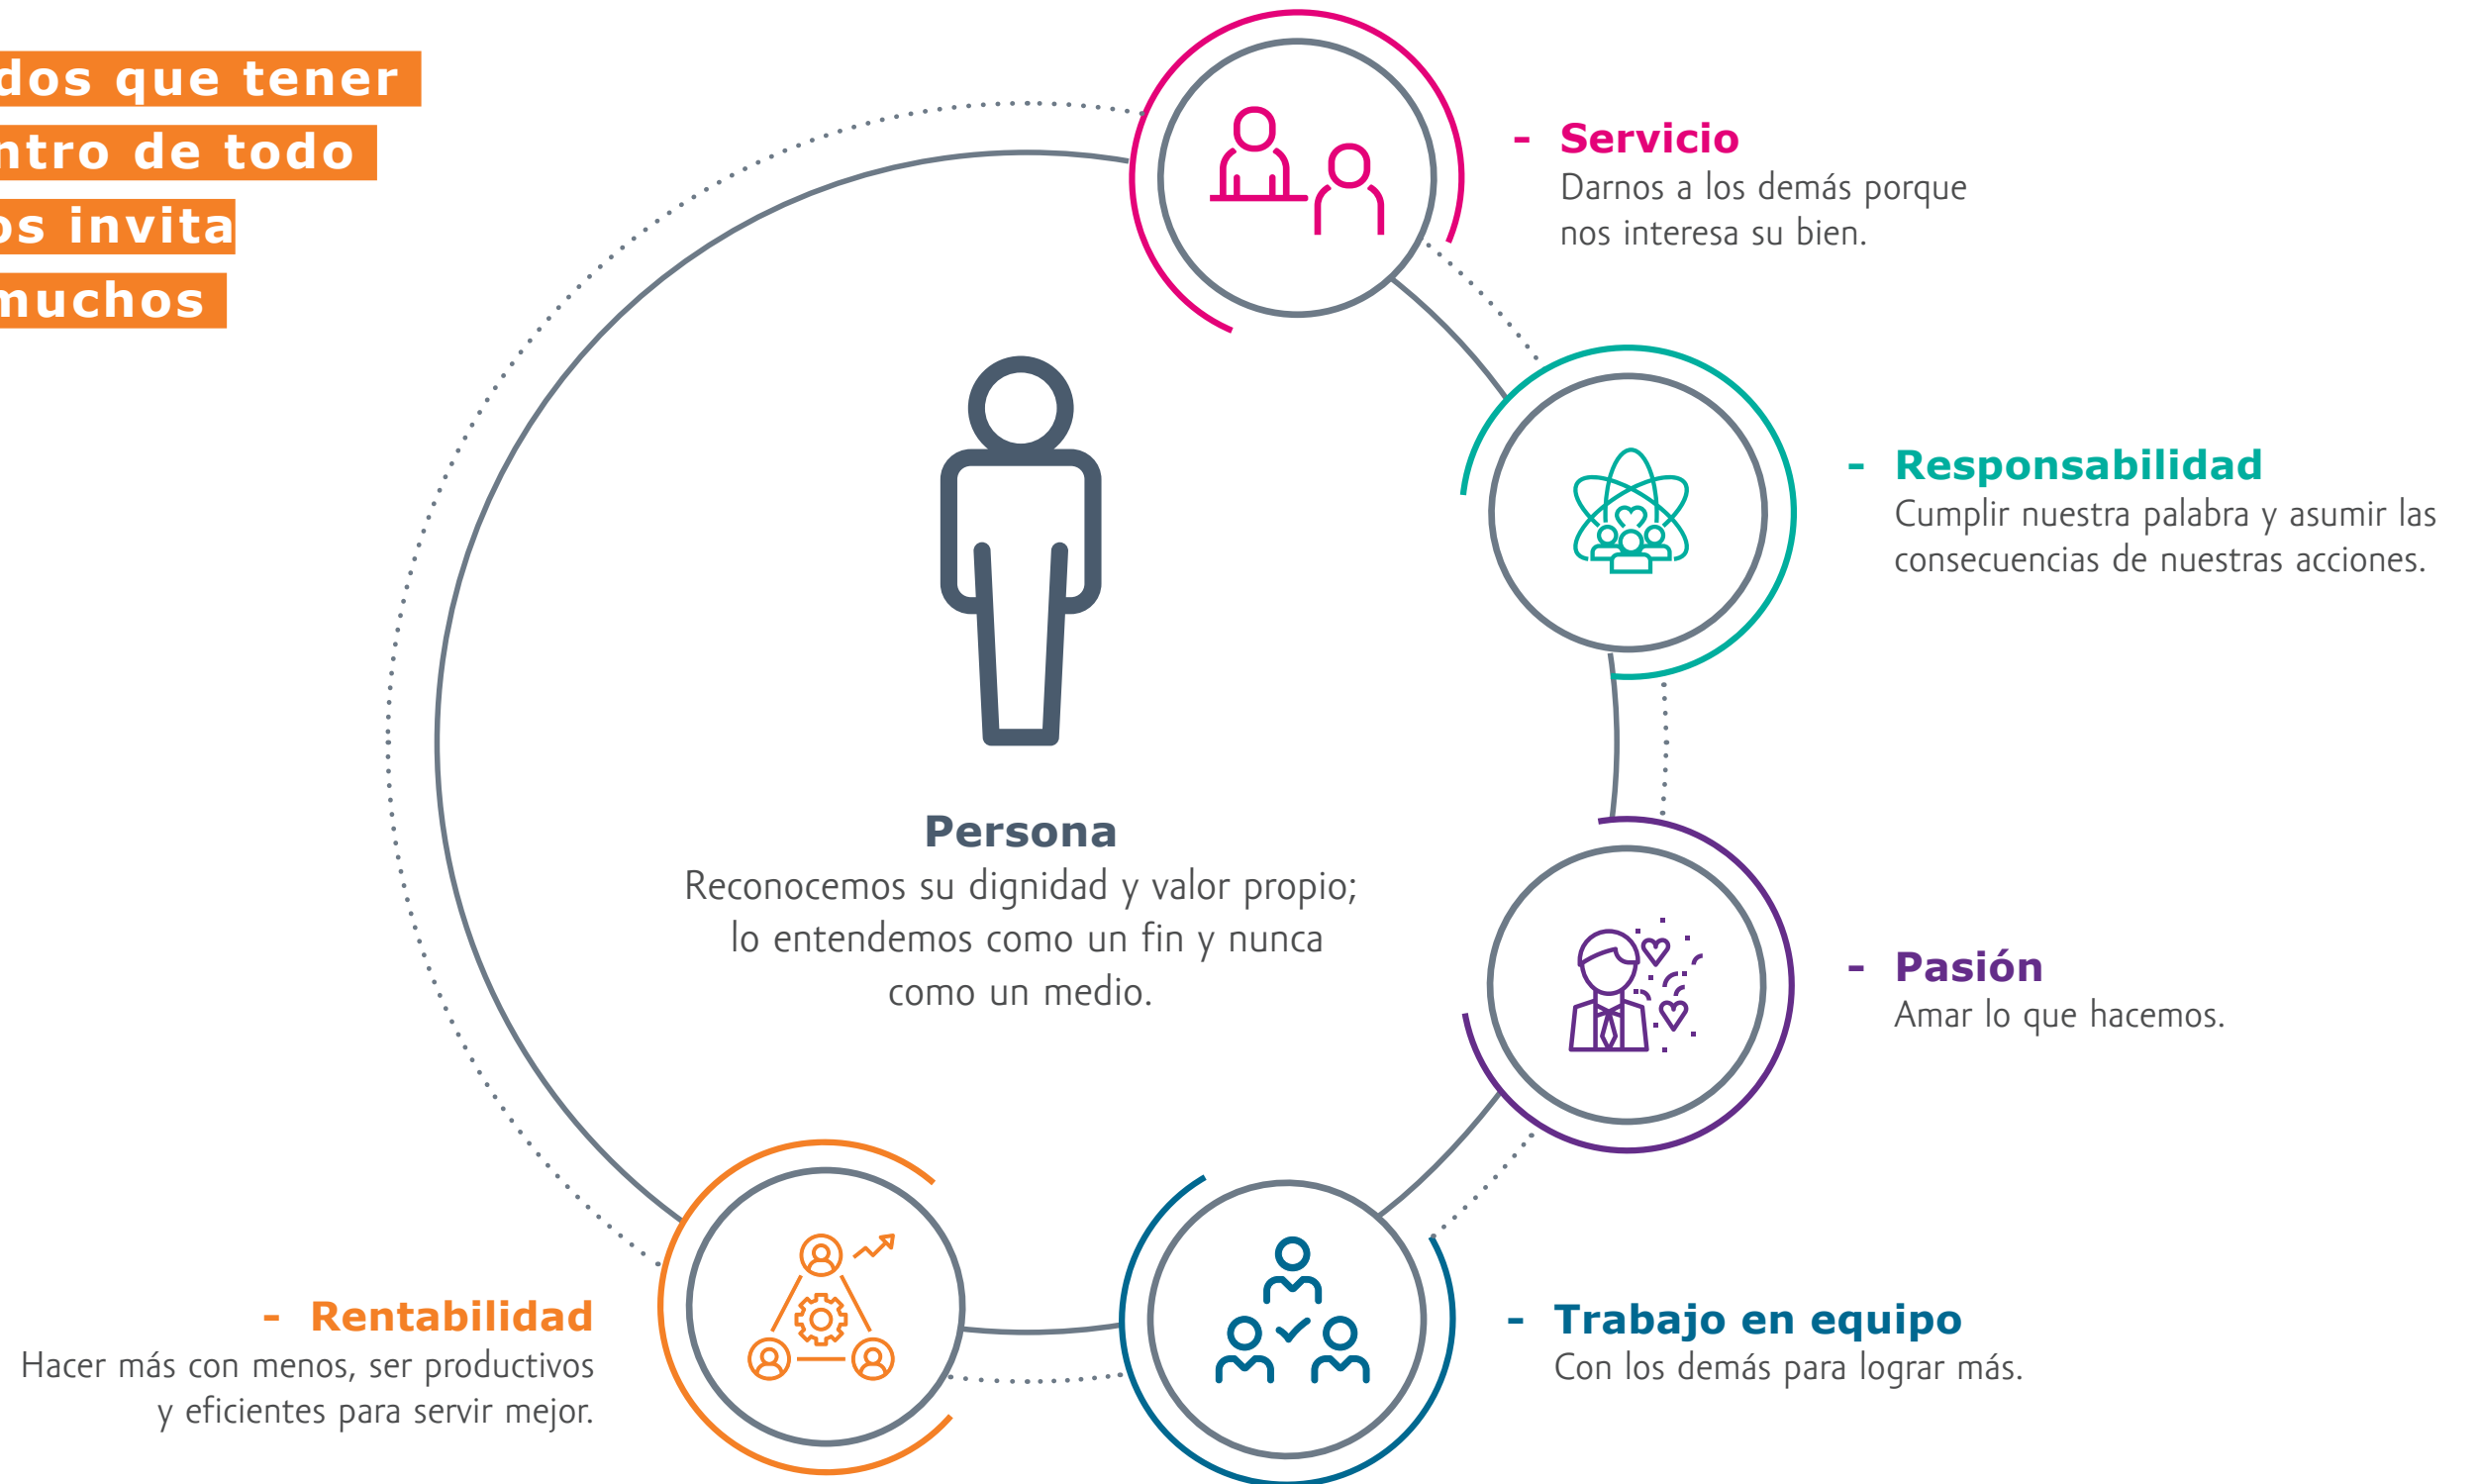 que tener
de todo
invita
muchos
- Servicio
Darnos a los demás porque
nos interesa su bien.
- Responsabilidad
Cumplir nuestra palabra y asumir las
consecuencias de nuestras acciones.
Persona
Reconocemos su dignidad y valor propio;
lo entendemos como un fin y nunca
como un medio.
- Pasión
Amar lo que hacemos.
- Rentabilidad
Hacer más con menos, ser productivos
y eficientes para servir mejor.
- Trabajo en equipo
Con los demás para lograr más.